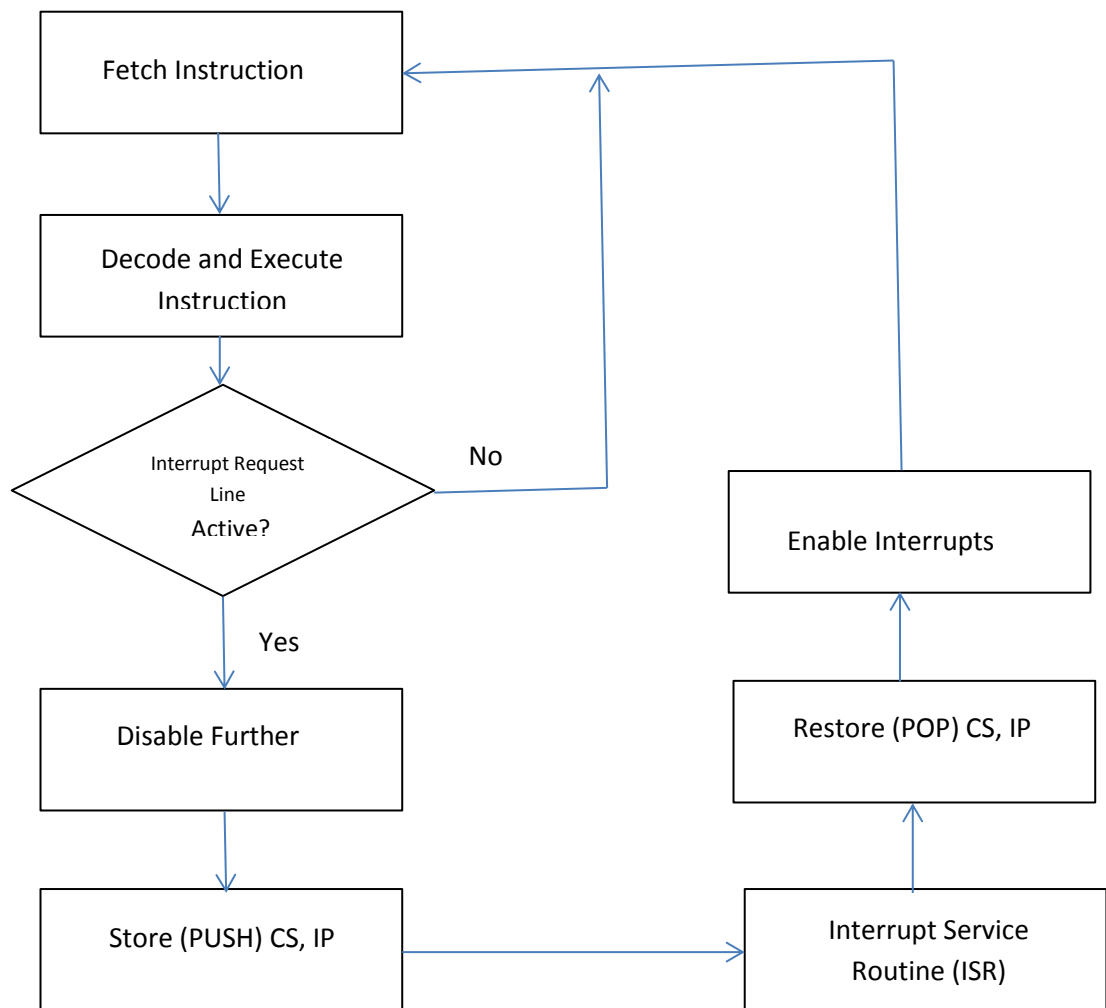 Fetch Instruction
Decode and Execute
Instruction
Interrupt Request
Line
Active?
No
Yes
Disable Further
Store (PUSH) CS, IP
Interrupt Service
Routine (ISR)
Restore (POP) CS, IP
Enable Interrupts